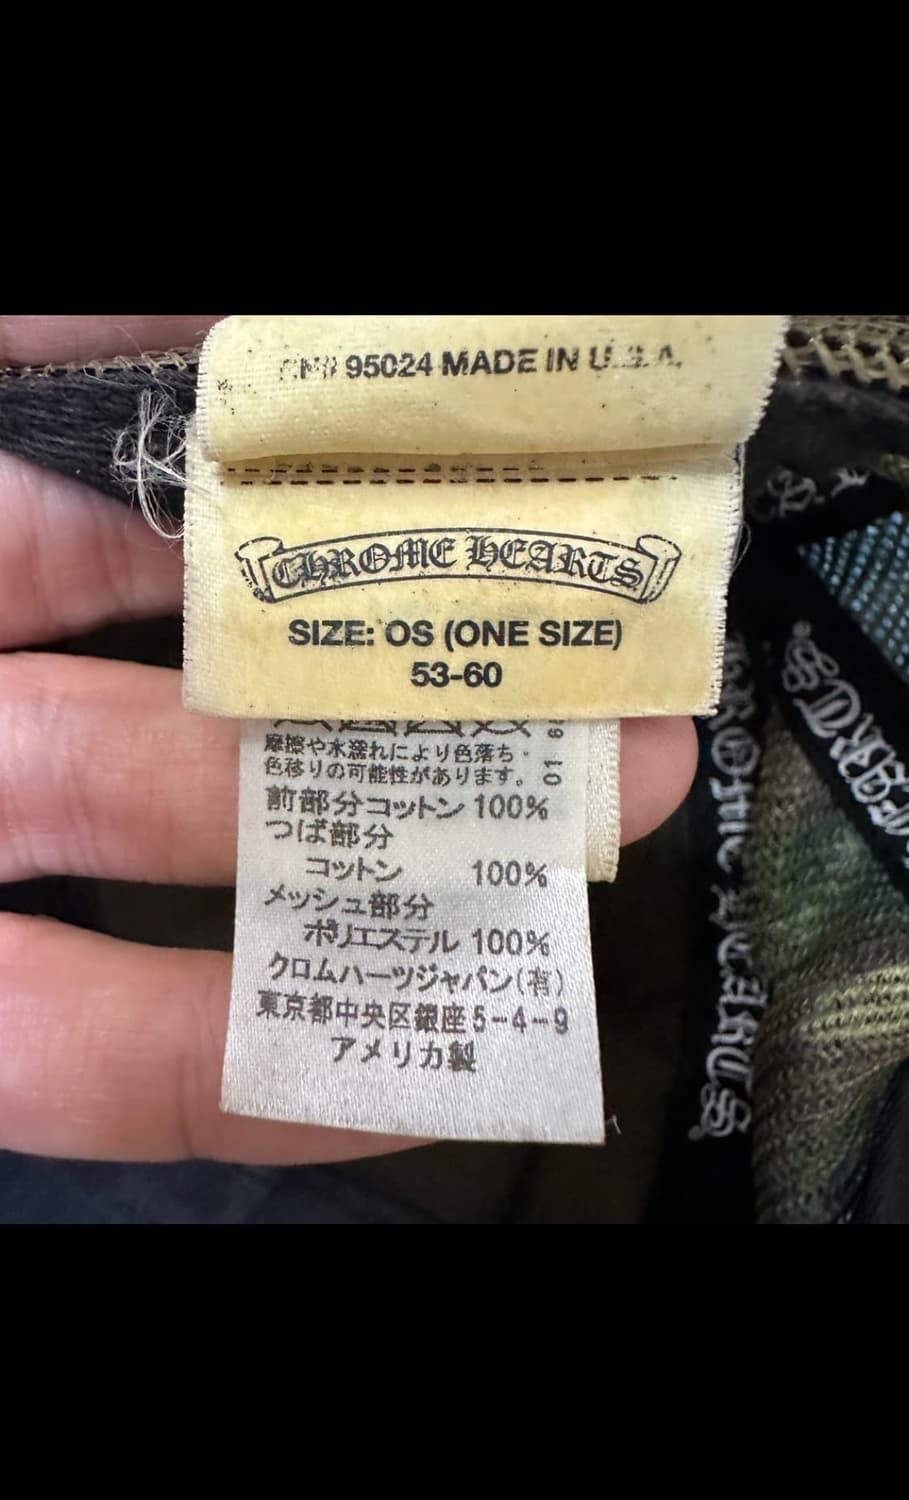 95024 MADE IN U.S.A.
CHROME HEARTS
SIZE: OS (ONE SIZE)
53-60
摩擦や水濡れにより色落ち・
色移りの可能性があります。
01
前部分コットン 100%
つば部分
コットン 100%
メッシュ部分
ポリエステル 100%
クロムハーツジャパン(有)
東京都中央区銀座5-4-9
アメリカ製
HEARTS